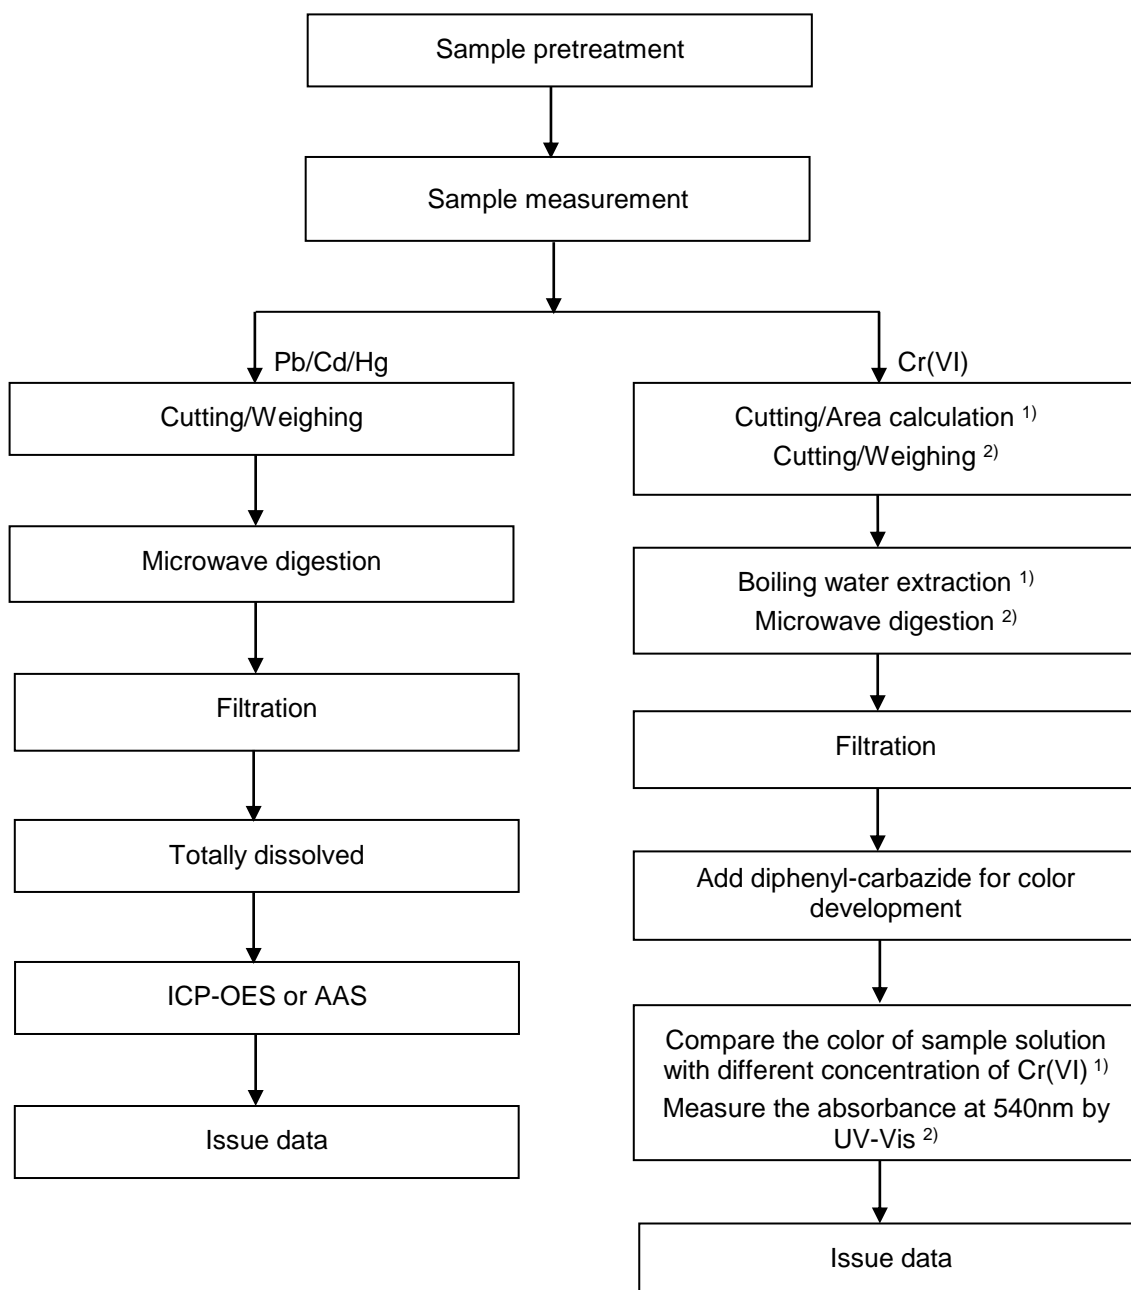 Sample pretreatment
Sample measurement
Pb/Cd/Hg
Cutting/Weighing
Microwave digestion
Filtration
Totally dissolved
ICP-OES or AAS
Issue data
Cr(VI)
Cutting/Area calculation 1)
Cutting/Weighing 2)
Boiling water extraction 1)
Microwave digestion 2)
Filtration
Add diphenyl-carbazide for color
development
Compare the color of sample solution
with different concentration of Cr(VI) 1)
Measure the absorbance at 540nm by
UV-Vis 2)
Issue data